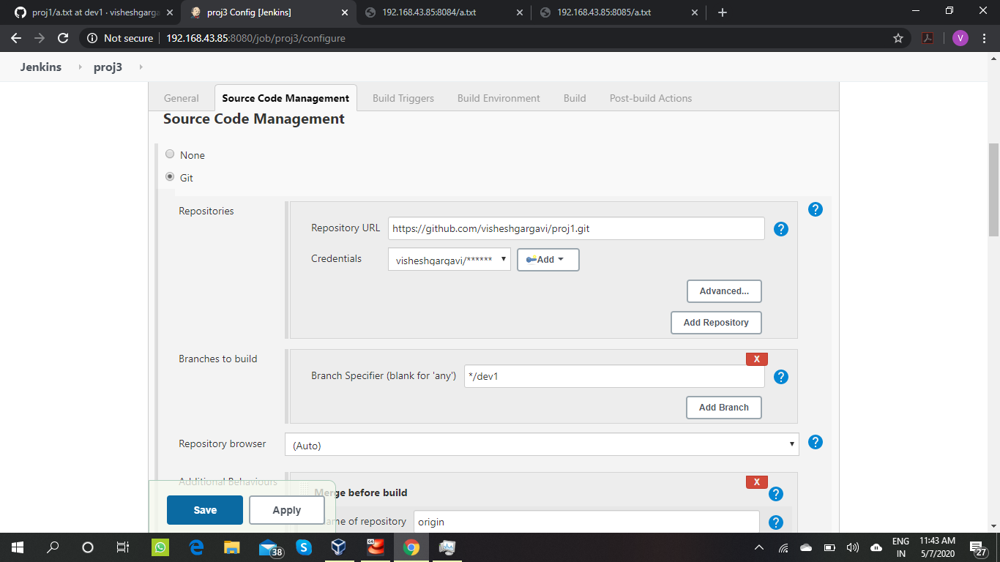 proj1/a.txt at dev1 · visheshgarga
proj3 Config [Jenkins]
192.168.43.85:8084/a.txt
192.168.43.85:8085/a.txt
Not secure 192.168.43.85:8080/job/proj3/configure
V
Jenkins proj3
General Source Code Management Build Triggers Build Environment Build Post-build Actions
Source Code Management
None
Git
Repositories
Repository URL https://github.com/visheshgargavi/proj1.git
Credentials visheshgargavi/****** Add
Advanced...
Add Repository
Branches to build
X
Branch Specifier (blank for 'any') */dev1
Add Branch
Repository browser (Auto)
Additional Behaviours
X
Merge before build
Name of repository origin
Save Apply
38
64
ENG
IN
11:43 AM
5/7/2020
27